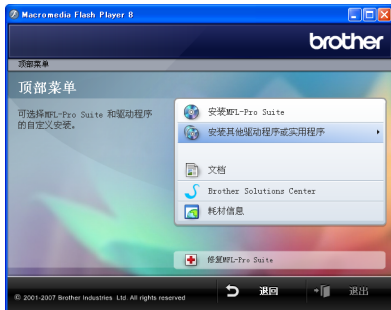 Macromedia Flash Player 8
brother
顶部菜单
顶部菜单
可选择MFL-Pro Suite 和驱动程序
的自定义安装。
安装MFL-Pro Suite
安装其他驱动程序或实用程序
文档
Brother Solutions Center
耗材信息
修复MFL-Pro Suite
© 2001-2007 Brother Industries Ltd. All rights reserved
退回
退出